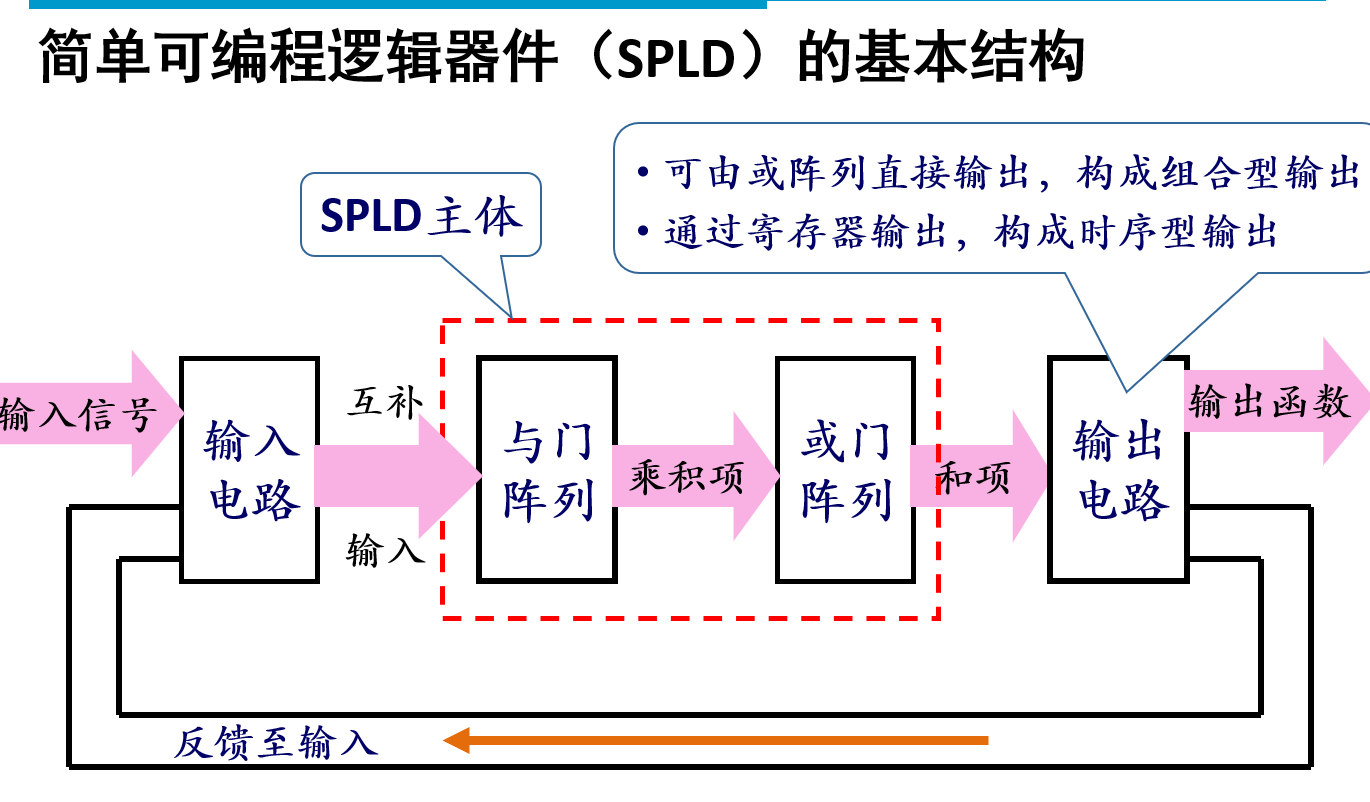 简单可编程逻辑器件（SPLD）的基本结构
• 可由或阵列直接输出，构成组合型输出
• 通过寄存器输出，构成时序型输出
SPLD主体
输入信号
输入
电路
互补
输入
与门
阵列
乘积项
或门
阵列
和项
输出
电路
输出函数
反馈至输入